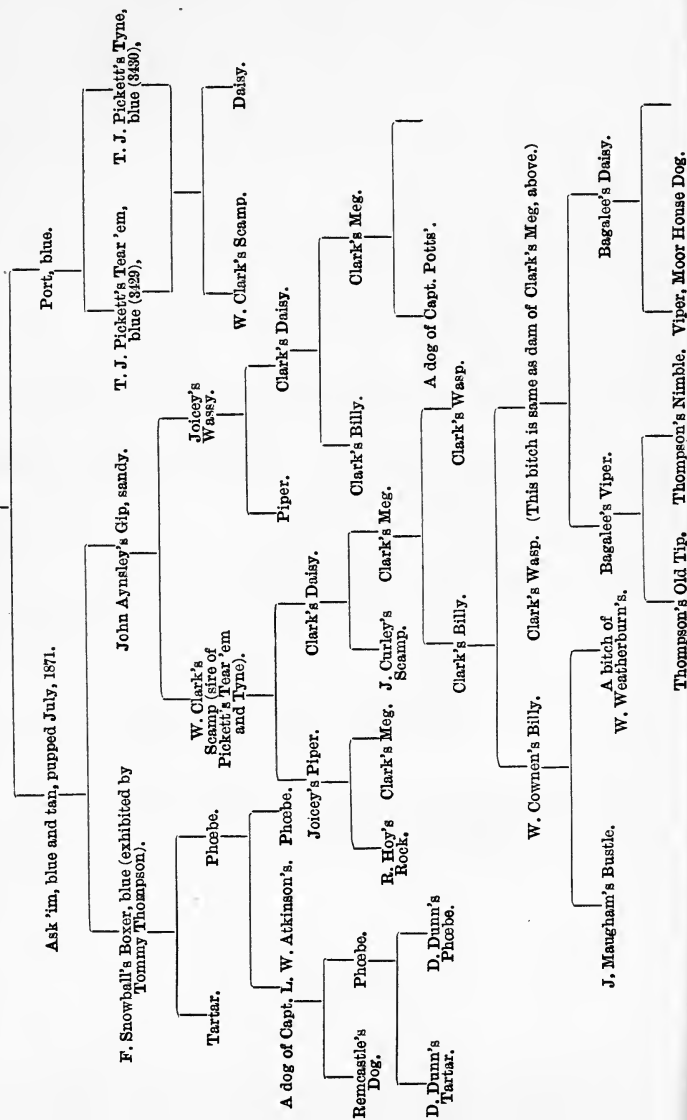 Ask 'im, blue and tan, pupped July, 1871.
Port, blue.
F. Snowball's Boxer, blue (exhibited by
Tommy Thompson).
John Aynsley's Gip, sandy.
T. J. Pickett's Tear 'em,
blue (3429),
T. J. Pickett's Tyne,
blue (3430),
Tartar.
Phœbe.
W. Clark's
Scamp (sire of
Pickett's Tear 'em
and Tyne).
Joicey's
Wassy.
W. Clark's Scamp.
Daisy.
A dog of Capt. L. W. Atkinson's.
Phœbe.
Joicey's Piper.
Clark's Daisy.
Piper.
Clark's Daisy.
Remcastle's
Dog.
Phœbe.
R. Hoy's
Rock.
Clark's Meg.
J. Curley's
Scamp.
Clark's Meg.
Clark's Billy.
Clark's Meg.
D. Dunn's
Tartar.
D. Dunn's
Phœbe.
Clark's Billy.
Clark's Wasp.
A dog of Capt. Potts'.
W. Cownen's Billy.
Clark's Wasp. (This bitch is same as dam of Clark's Meg, above.)
J. Maugham's Bustle.
A bitch of
W. Weatherburn's.
Bagalee's Viper.
Bagalee's Daisy.
Thompson's Old Tip.
Thompson's Nimble.
Viper, Moor House Dog.